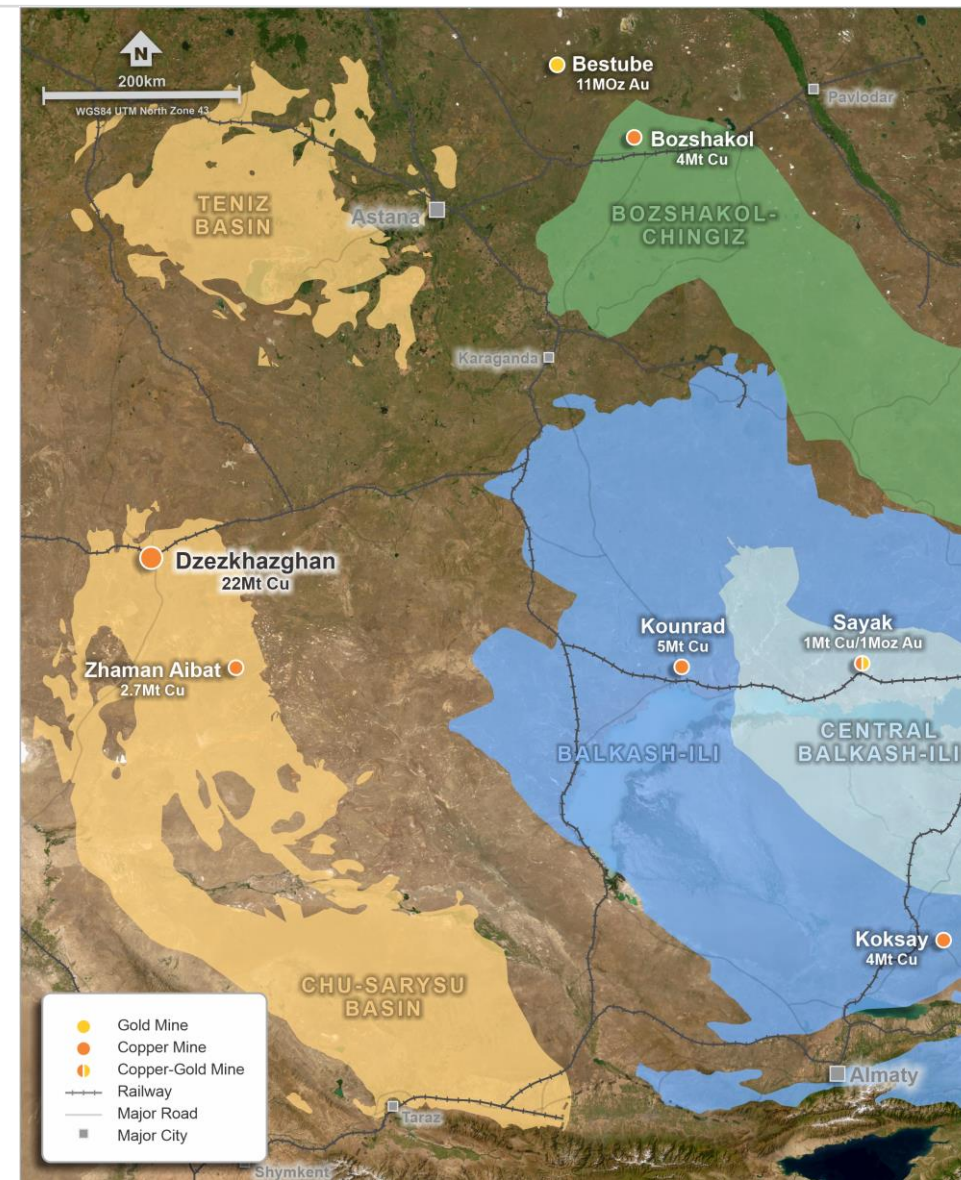 N
200km
WGS84 UTM North Zone 43
Bestube
11MOz Au
Pavlodar
Bozshakol
4Mt Cu
TENIZ
BASIN
Astana
BOZSHAKOL-
CHINGIZ
Karaganda
Dzezkhazghan
22Mt Cu
Kounrad
5Mt Cu
Sayak
1Mt Cu/1Moz Au
Zhaman Aibat
2.7Mt Cu
BALKASH-ILI
CENTRAL
BALKASH-ILI
Koksay
4Mt Cu
CHU-SARYSU
BASIN
Gold Mine
Copper Mine
Copper-Gold Mine
Railway
Major Road
Major City
Almaty
Taraz
Shymkent